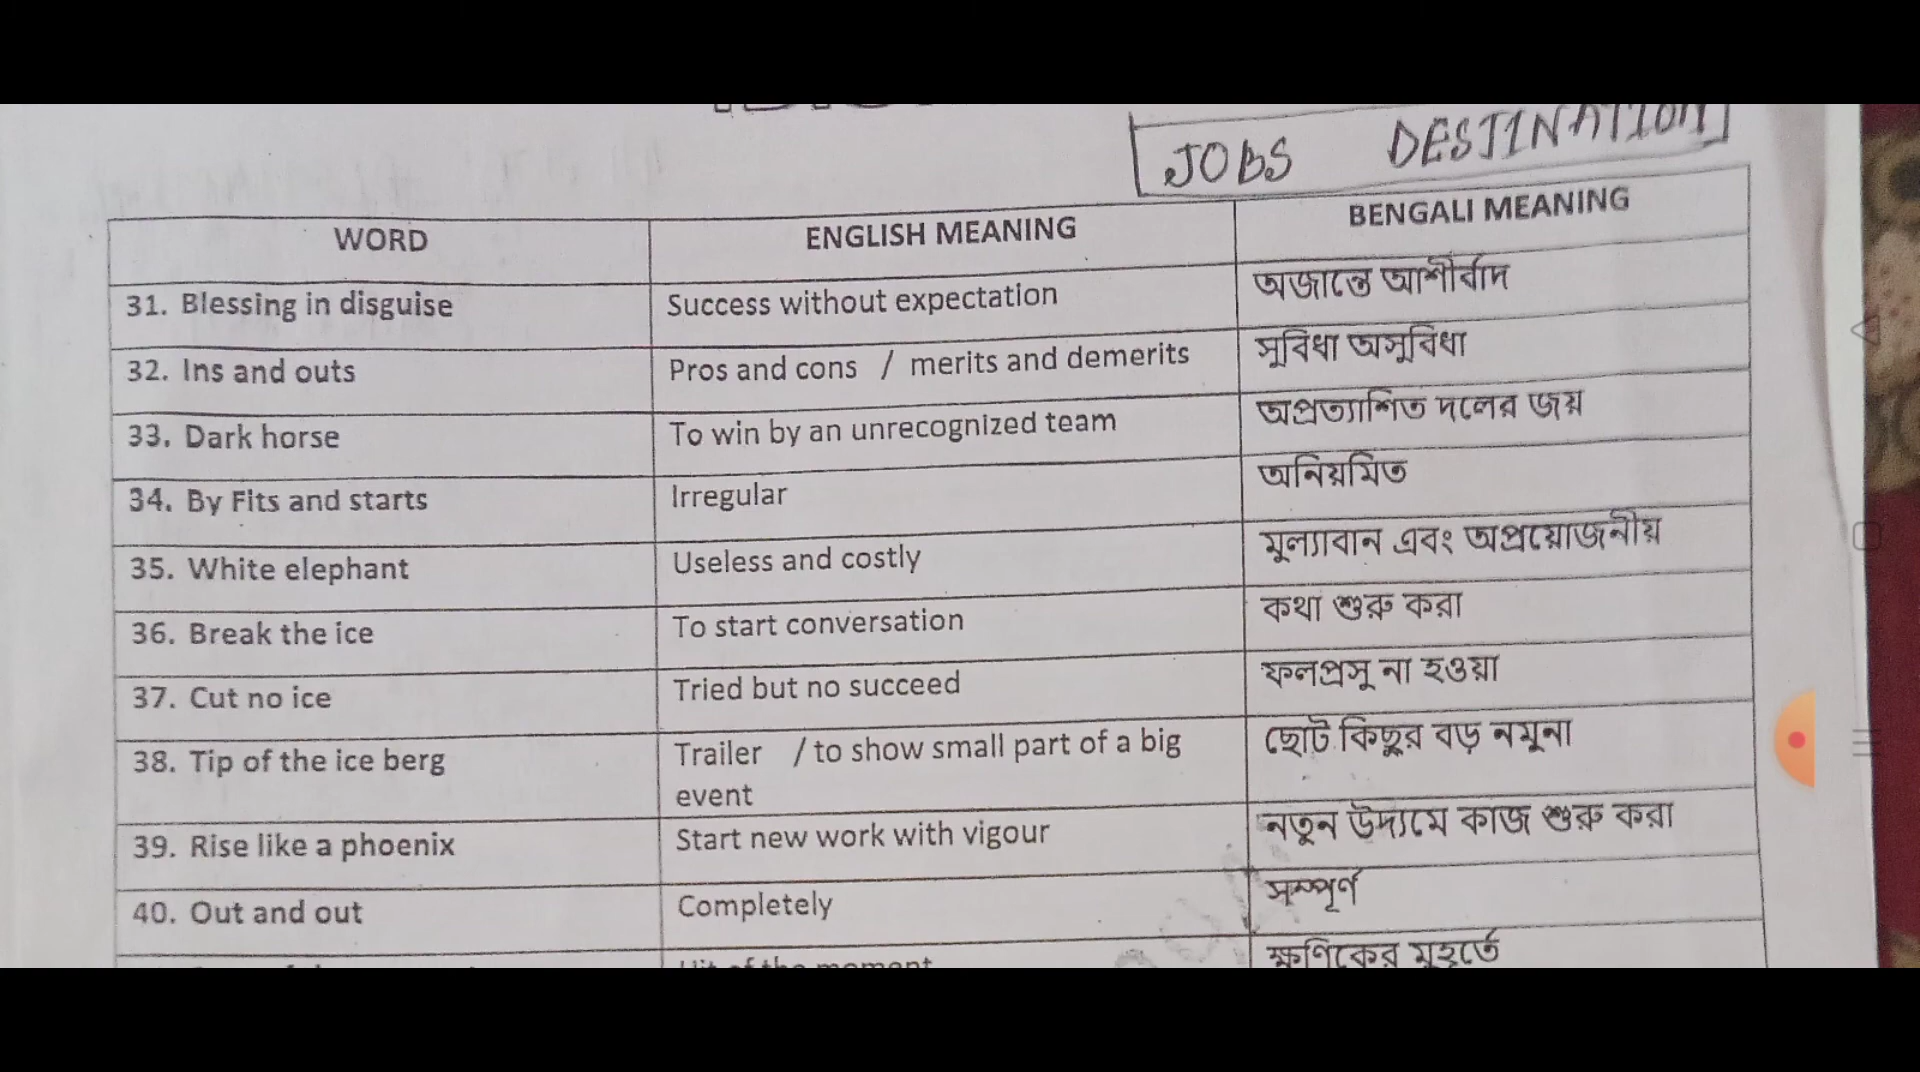 JOBS DESTINATION
WORD ENGLISH MEANING BENGALI MEANING
31. Blessing in disguise Success without expectation অজান্তে আশীর্বাদ
32. Ins and outs Pros and cons / merits and demerits সুবিধা অসুবিধা
33. Dark horse To win by an unrecognized team অপ্রত্যাশিত দলের জয়
34. By Fits and starts Irregular অনিয়মিত
35. White elephant Useless and costly মূল্যাবান এবং অপ্রয়োজনীয়
36. Break the ice To start conversation কথা শুরু করা
37. Cut no ice Tried but no succeed ফলপ্রসূ না হওয়া
38. Tip of the ice berg Trailer / to show small part of a big ছোট কিছুর বড় নমুনা
event
39. Rise like a phoenix Start new work with vigour নতুন উদ্যমে কাজ শুরু করা
40. Out and out Completely সম্পূর্ণ
of the moment ক্ষণিকের মুহূর্তে